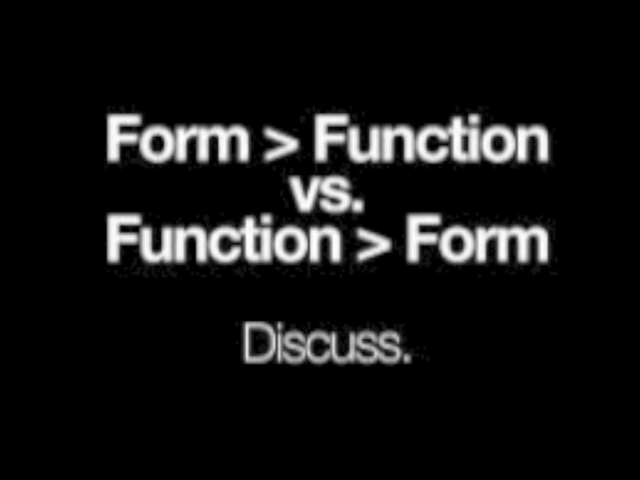 Form > Function
vs.
Function > Form
Discuss.